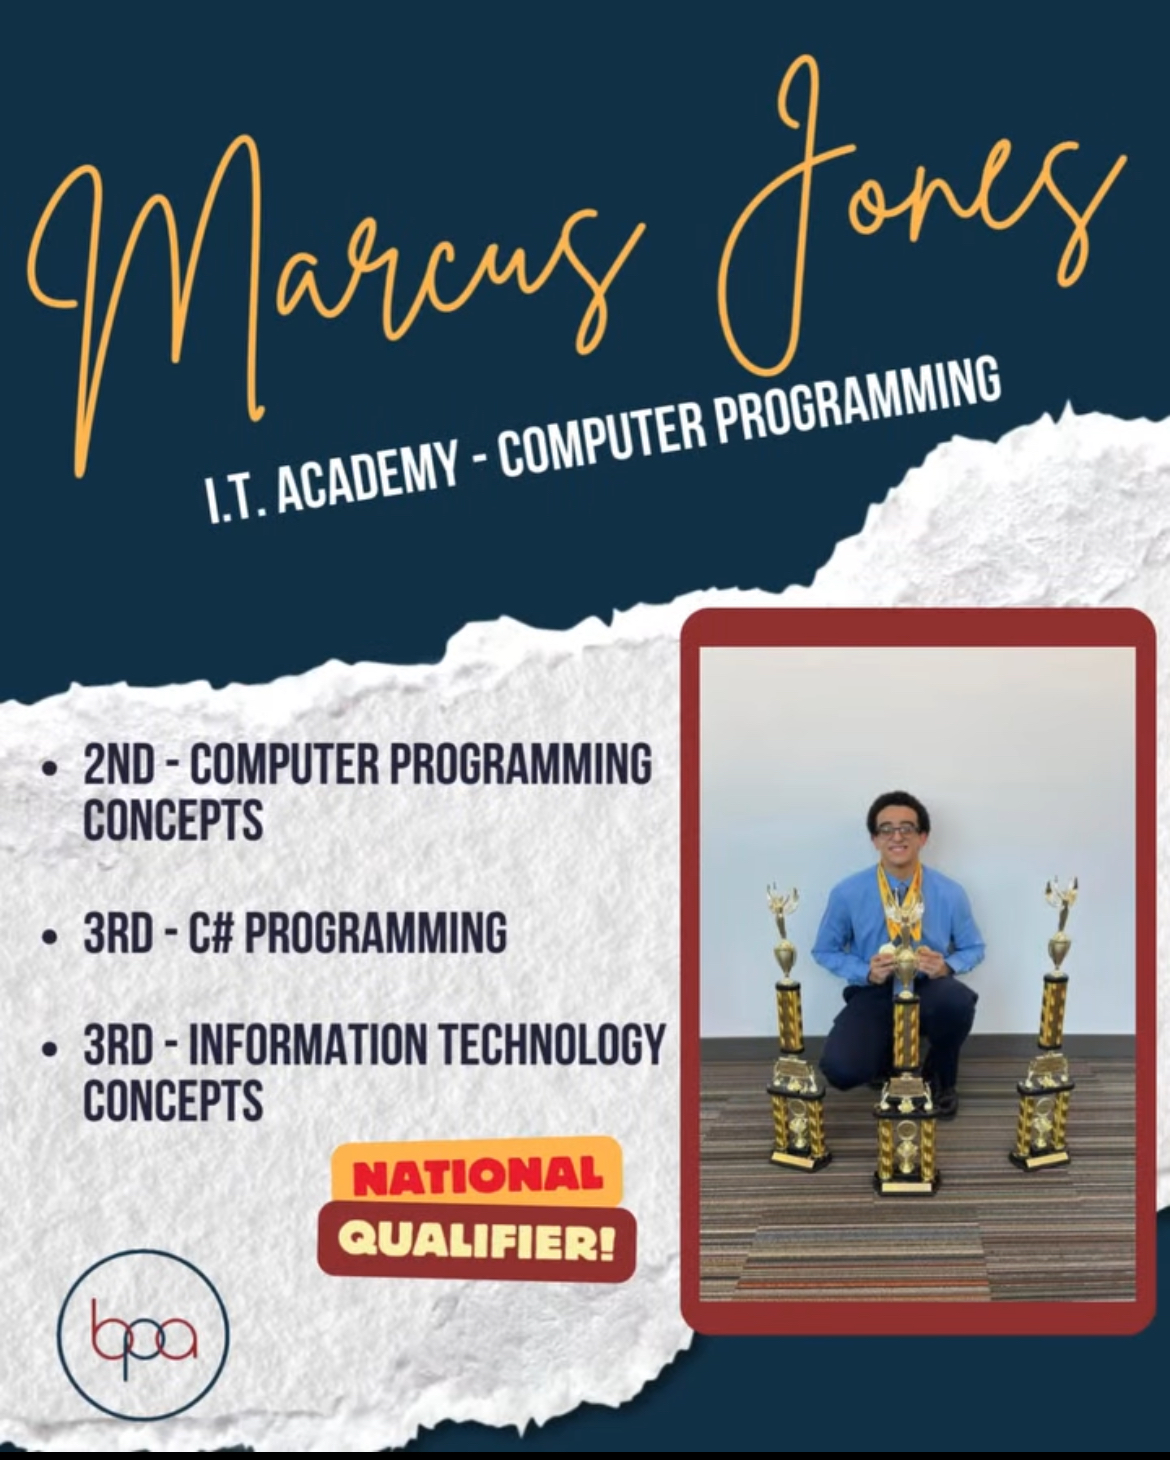 Marcus Jones
I.T. ACADEMY - COMPUTER PROGRAMMING
• 2ND - COMPUTER PROGRAMMING
CONCEPTS
• 3RD - C# PROGRAMMING
• 3RD - INFORMATION TECHNOLOGY
CONCEPTS
NATIONAL
QUALIFIER!
bpa